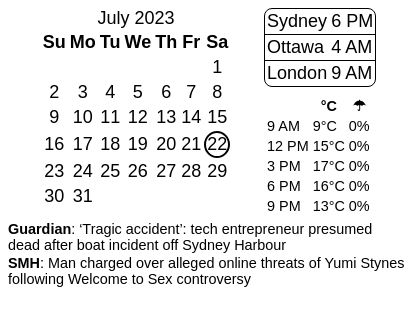 July 2023
Su Mo Tu We Th Fr Sa
1
2 3 4 5 6 7 8
9 10 11 12 13 14 15
16 17 18 19 20 21 22
23 24 25 26 27 28 29
30 31
Sydney 6 PM
Ottawa 4 AM
London 9 AM
°C ☂
9 AM 9°C 0%
12 PM 15°C 0%
3 PM 17°C 0%
6 PM 16°C 0%
9 PM 13°C 0%
Guardian: ‘Tragic accident’: tech entrepreneur presumed
dead after boat incident off Sydney Harbour
SMH: Man charged over alleged online threats of Yumi Stynes
following Welcome to Sex controversy